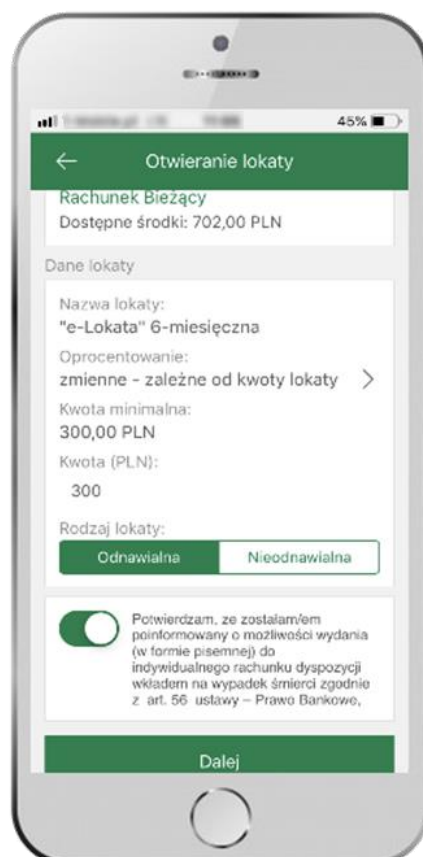 45%
Otwieranie lokaty
Rachunek Bieżący
Dostępne środki: 702,00 PLN
Dane lokaty
Nazwa lokaty:
"e-Lokata" 6-miesięczna
Oprocentowanie:
zmienne - zależne od kwoty lokaty
Kwota minimalna:
300,00 PLN
Kwota (PLN):
300
Rodzaj lokaty:
Odnawialna Nieodnawialna
Potwierdzam, ze zostałam/em
poinformowany o możliwości wydania
(w formie pisemnej) do
indywidualnego rachunku dyspozycji
wkładem na wypadek śmierci zgodnie
z art. 56 ustawy – Prawo Bankowe,
Dalej